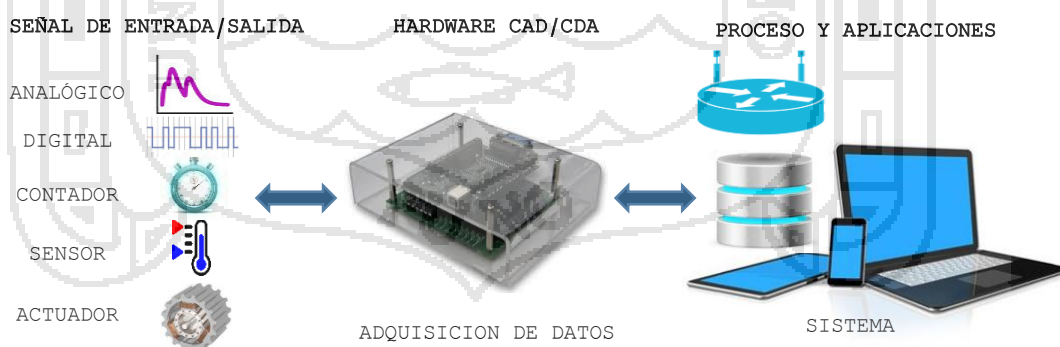 SEÑAL DE ENTRADA/SALIDA
HARDWARE CAD/CDA
PROCESO Y APLICACIONES
ANALÓGICO
DIGITAL
CONTADOR
SENSOR
ACTUADOR
ADQUISICION DE DATOS
SISTEMA